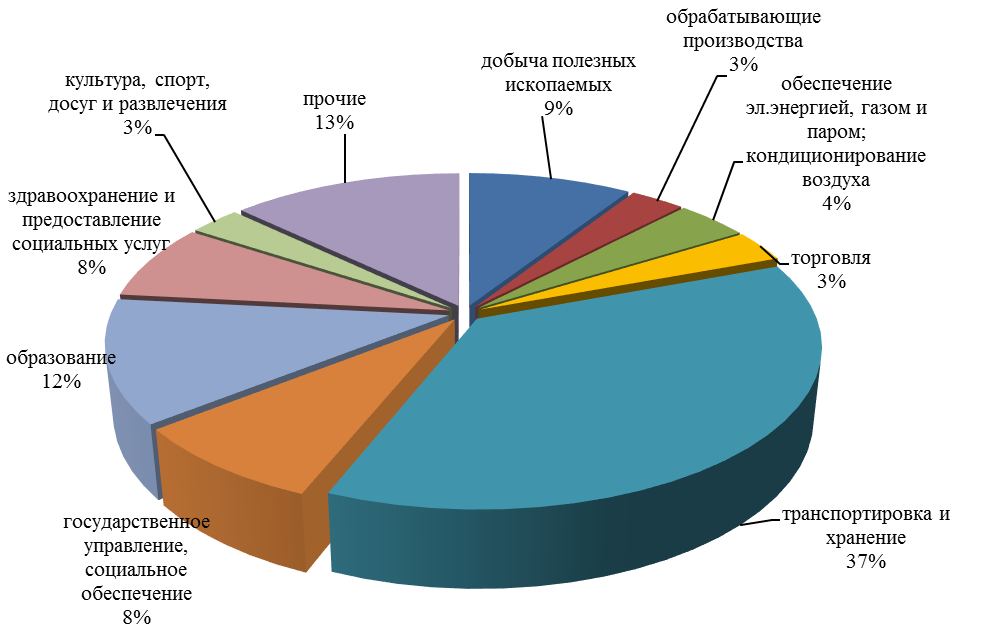 обрабатывающие
производства
3%
добыча полезных
ископаемых
9%
обеспечение
эл.энергией, газом и
паром;
кондиционирование
воздуха
4%
торговля
3%
транспортировка и
хранение
37%
государственное
управление,
социальное
обеспечение
8%
образование
12%
здравоохранение и
предоставление
социальных услуг
8%
культура, спорт,
досуг и развлечения
3%
прочие
13%